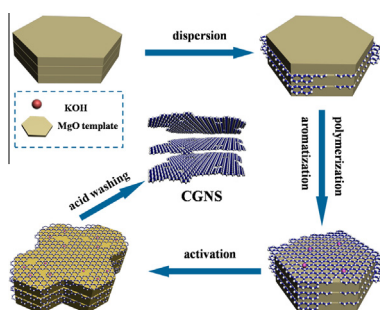 dispersion
KOH
MgO template
polymerization
aromatization
acid washing
CGNS
activation